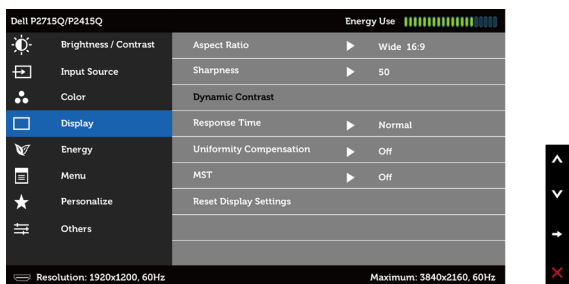 Dell P2715Q/P2415Q Energy Use
Brightness / Contrast Aspect Ratio Wide 16:9
Input Source Sharpness 50
Color Dynamic Contrast
Display Response Time Normal
Energy Uniformity Compensation Off
Menu MST Off
Personalize Reset Display Settings
Others
Resolution: 1920x1200, 60Hz Maximum: 3840x2160, 60Hz